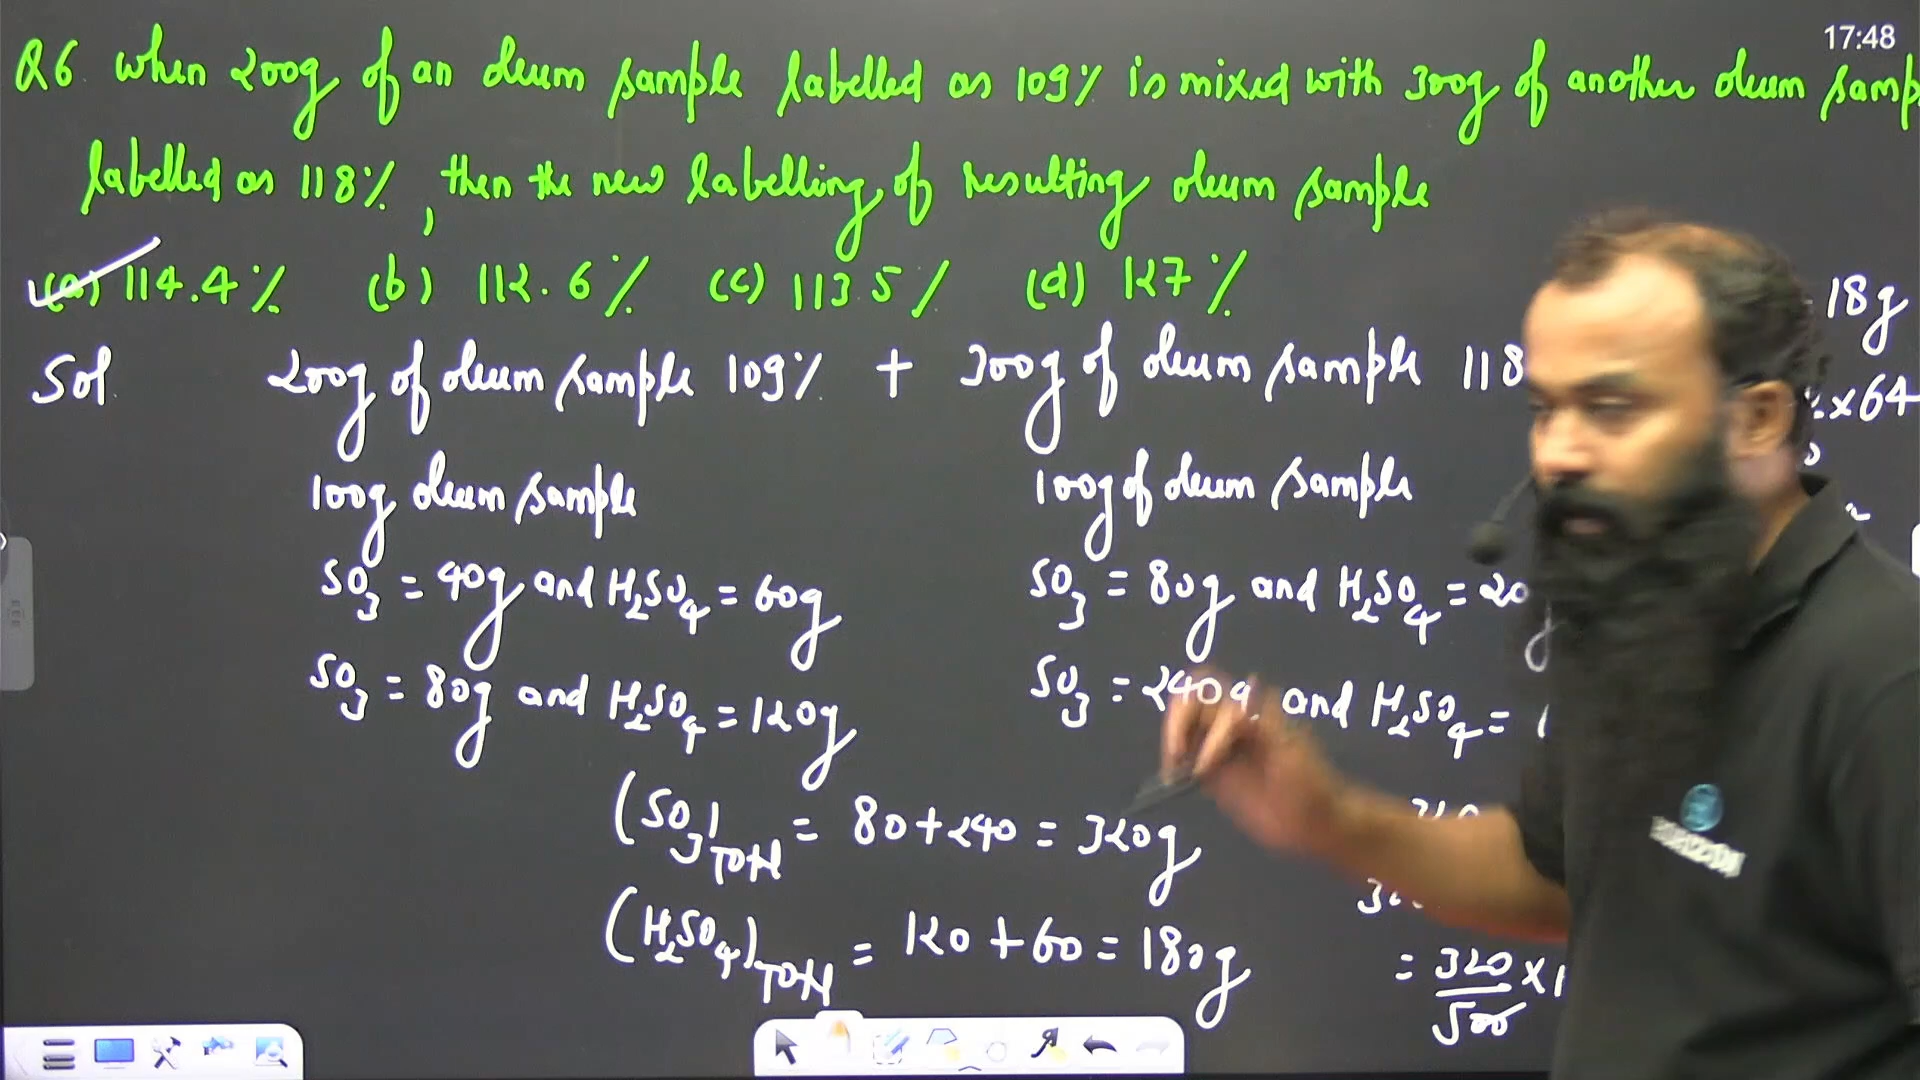 17:48
Q6 when 200g of an oleum sample labelled as 109% is mixed with 300g of another oleum samp
labelled as 118%, then the new labelling of resulting oleum sample
(a) 114.4% (b) 112.6% (c) 113.5% (d) 127%
18g
Sol 200g of oleum sample 109% + 300g of oleum sample 118
×64
100g oleum sample 100g of oleum sample
SO3 = 40g and H2SO4 = 60g SO3 = 80g and H2SO4 = 20
SO3 = 80g and H2SO4 = 120g SO3 = 240g and H2SO4 =
(SO3)Total = 80+240 = 320g
(H2SO4)Total = 120+60 = 180g
= 320/500 ×1